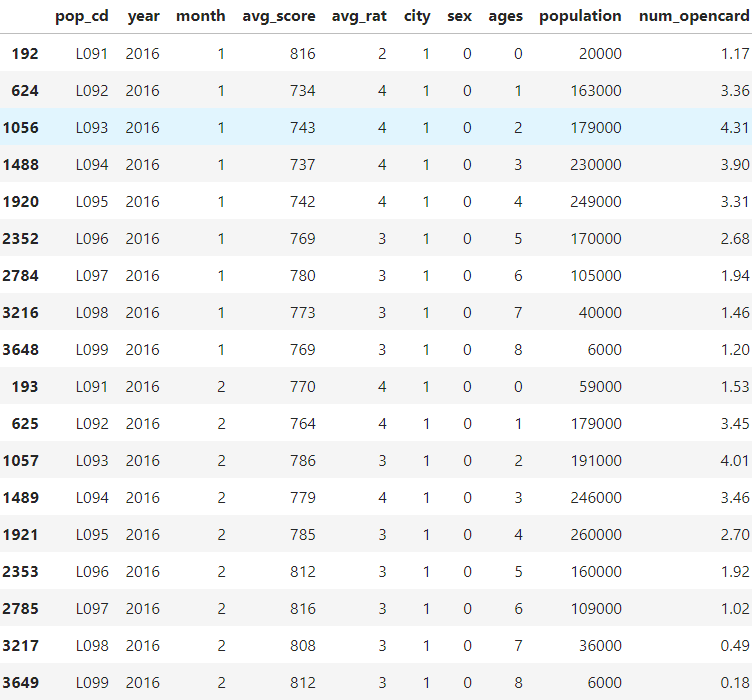 pop_cd year month avg_score avg_rat city sex ages population num_opencard
192 L091 2016 1 816 2 1 0 0 20000 1.17
624 L092 2016 1 734 4 1 0 1 163000 3.36
1056 L093 2016 1 743 4 1 0 2 179000 4.31
1488 L094 2016 1 737 4 1 0 3 230000 3.90
1920 L095 2016 1 742 4 1 0 4 249000 3.31
2352 L096 2016 1 769 3 1 0 5 170000 2.68
2784 L097 2016 1 780 3 1 0 6 105000 1.94
3216 L098 2016 1 773 3 1 0 7 40000 1.46
3648 L099 2016 1 769 3 1 0 8 6000 1.20
193 L091 2016 2 770 4 1 0 0 59000 1.53
625 L092 2016 2 764 4 1 0 1 179000 3.45
1057 L093 2016 2 786 3 1 0 2 191000 4.01
1489 L094 2016 2 779 4 1 0 3 246000 3.46
1921 L095 2016 2 785 3 1 0 4 260000 2.70
2353 L096 2016 2 812 3 1 0 5 160000 1.92
2785 L097 2016 2 816 3 1 0 6 109000 1.02
3217 L098 2016 2 808 3 1 0 7 36000 0.49
3649 L099 2016 2 812 3 1 0 8 6000 0.18